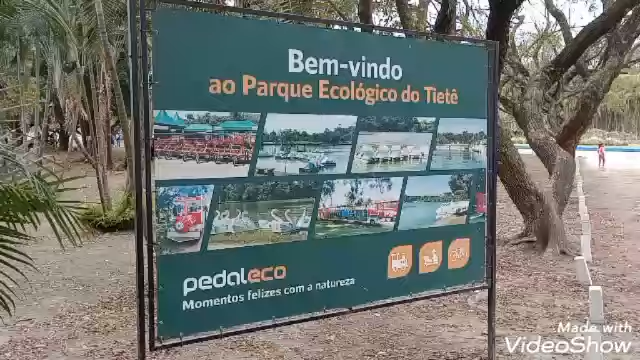 Bem-vindo
ao Parque Ecológico do Tietê
pedaleco
Momentos felizes com a natureza
Made with
VideoShow